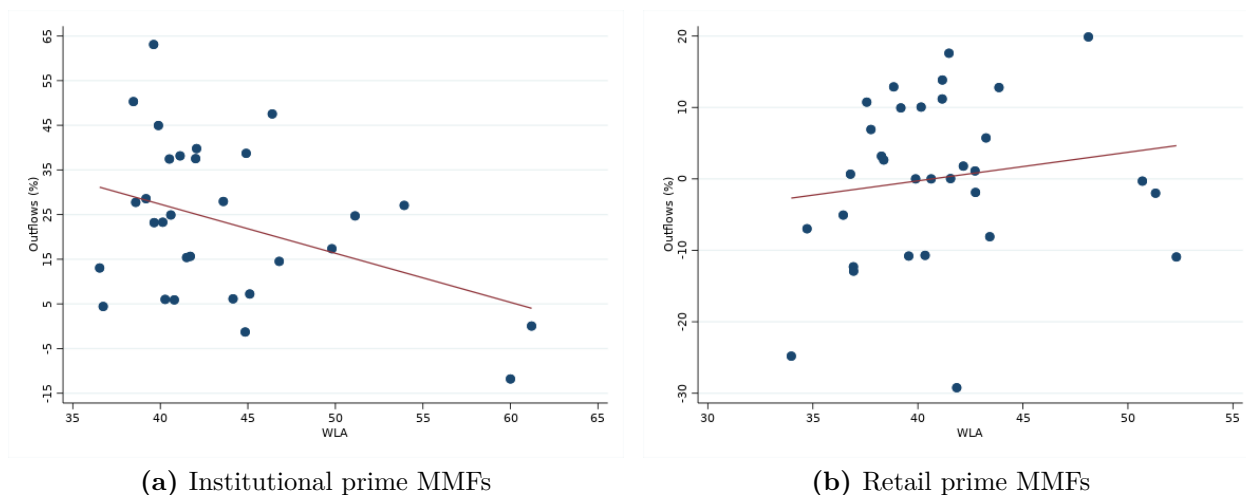 65
55
45
35
25
15
5
-5
-15
Outflows (%)
35 40 45 50 55 60 65
WLA
(a) Institutional prime MMFs
20
10
0
-10
-20
-30
Outflows (%)
30 35 40 45 50 55
WLA
(b) Retail prime MMFs